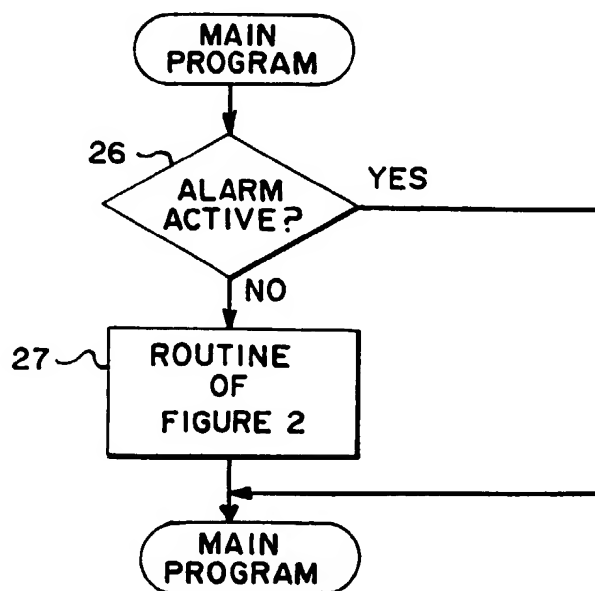 MAIN
PROGRAM
26
ALARM
ACTIVE?
YES
NO
27
ROUTINE
OF
FIGURE 2
MAIN
PROGRAM